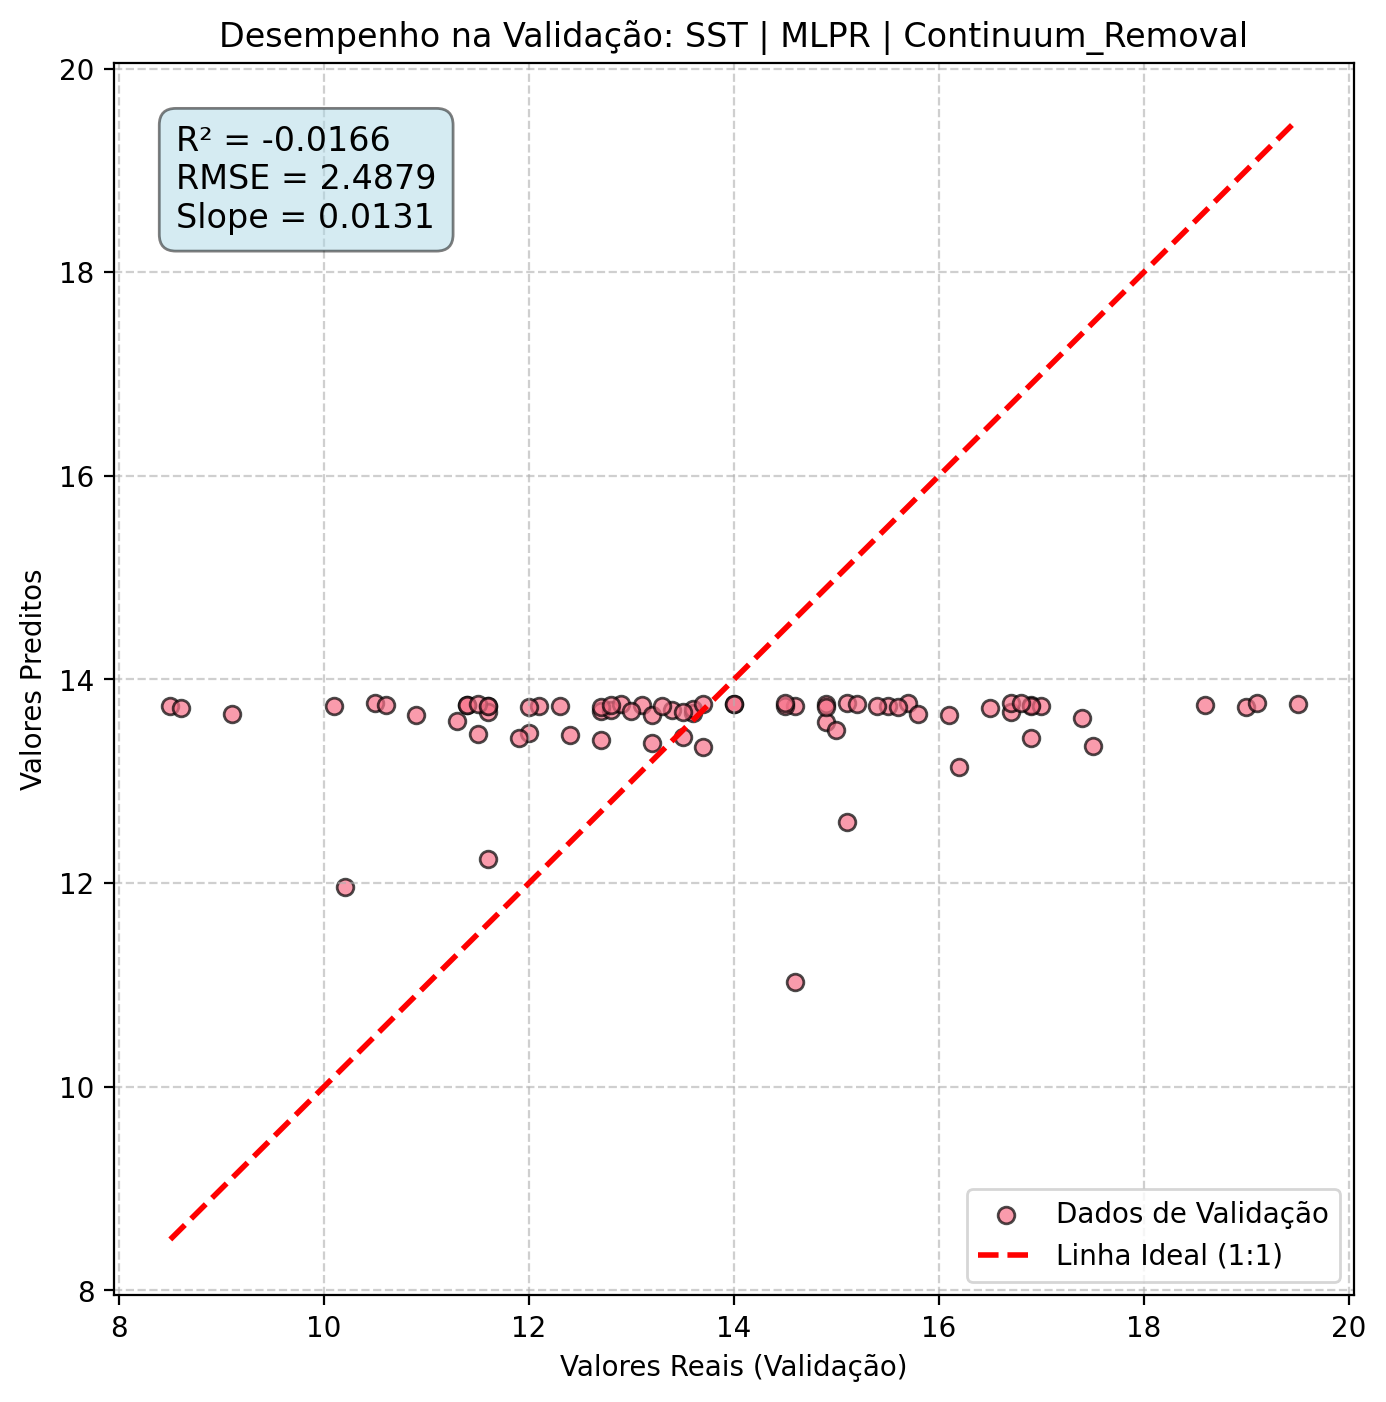 Desempenho na Validação: SST | MLPR | Continuum_Removal
R² = -0.0166
RMSE = 2.4879
Slope = 0.0131
Valores Preditos
20
18
16
14
12
10
8
Dados de Validação
Linha Ideal (1:1)
8 10 12 14 16 18 20
Valores Reais (Validação)